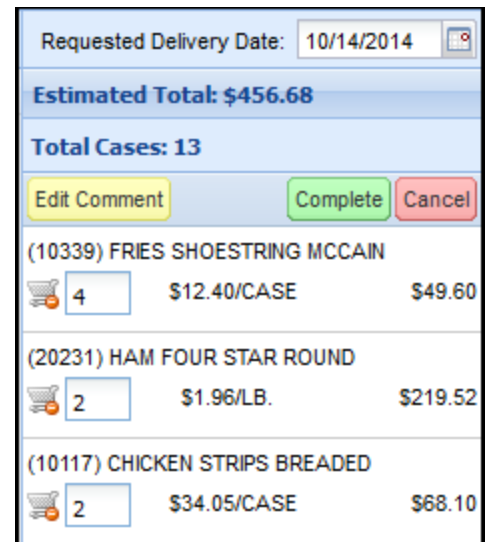 Requested Delivery Date: 10/14/2014
Estimated Total: $456.68
Total Cases: 13
Edit Comment Complete Cancel
(10339) FRIES SHOESTRING MCCAIN
4 $12.40/CASE $49.60
(20231) HAM FOUR STAR ROUND
2 $1.96/LB. $219.52
(10117) CHICKEN STRIPS BREADED
2 $34.05/CASE $68.10